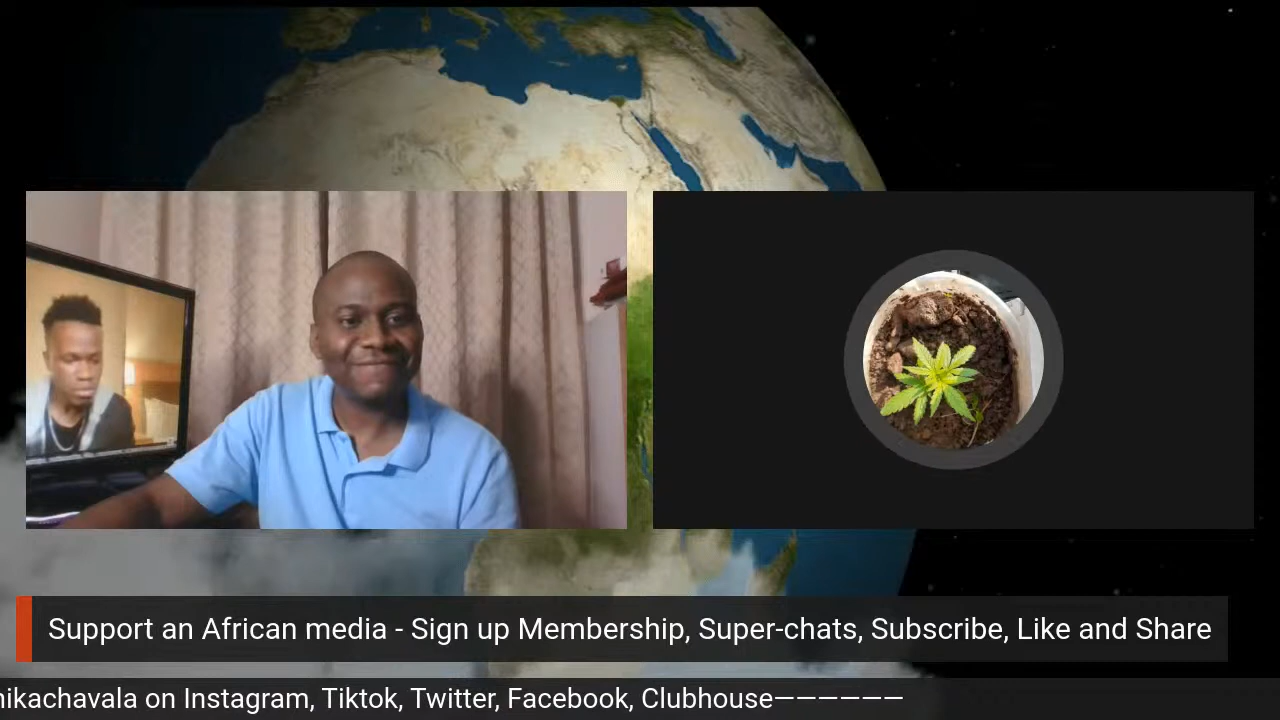 Support an African media - Sign up Membership, Super-chats, Subscribe, Like and Share
hikachavala on Instagram, Tiktok, Twitter, Facebook, Clubhouse——————